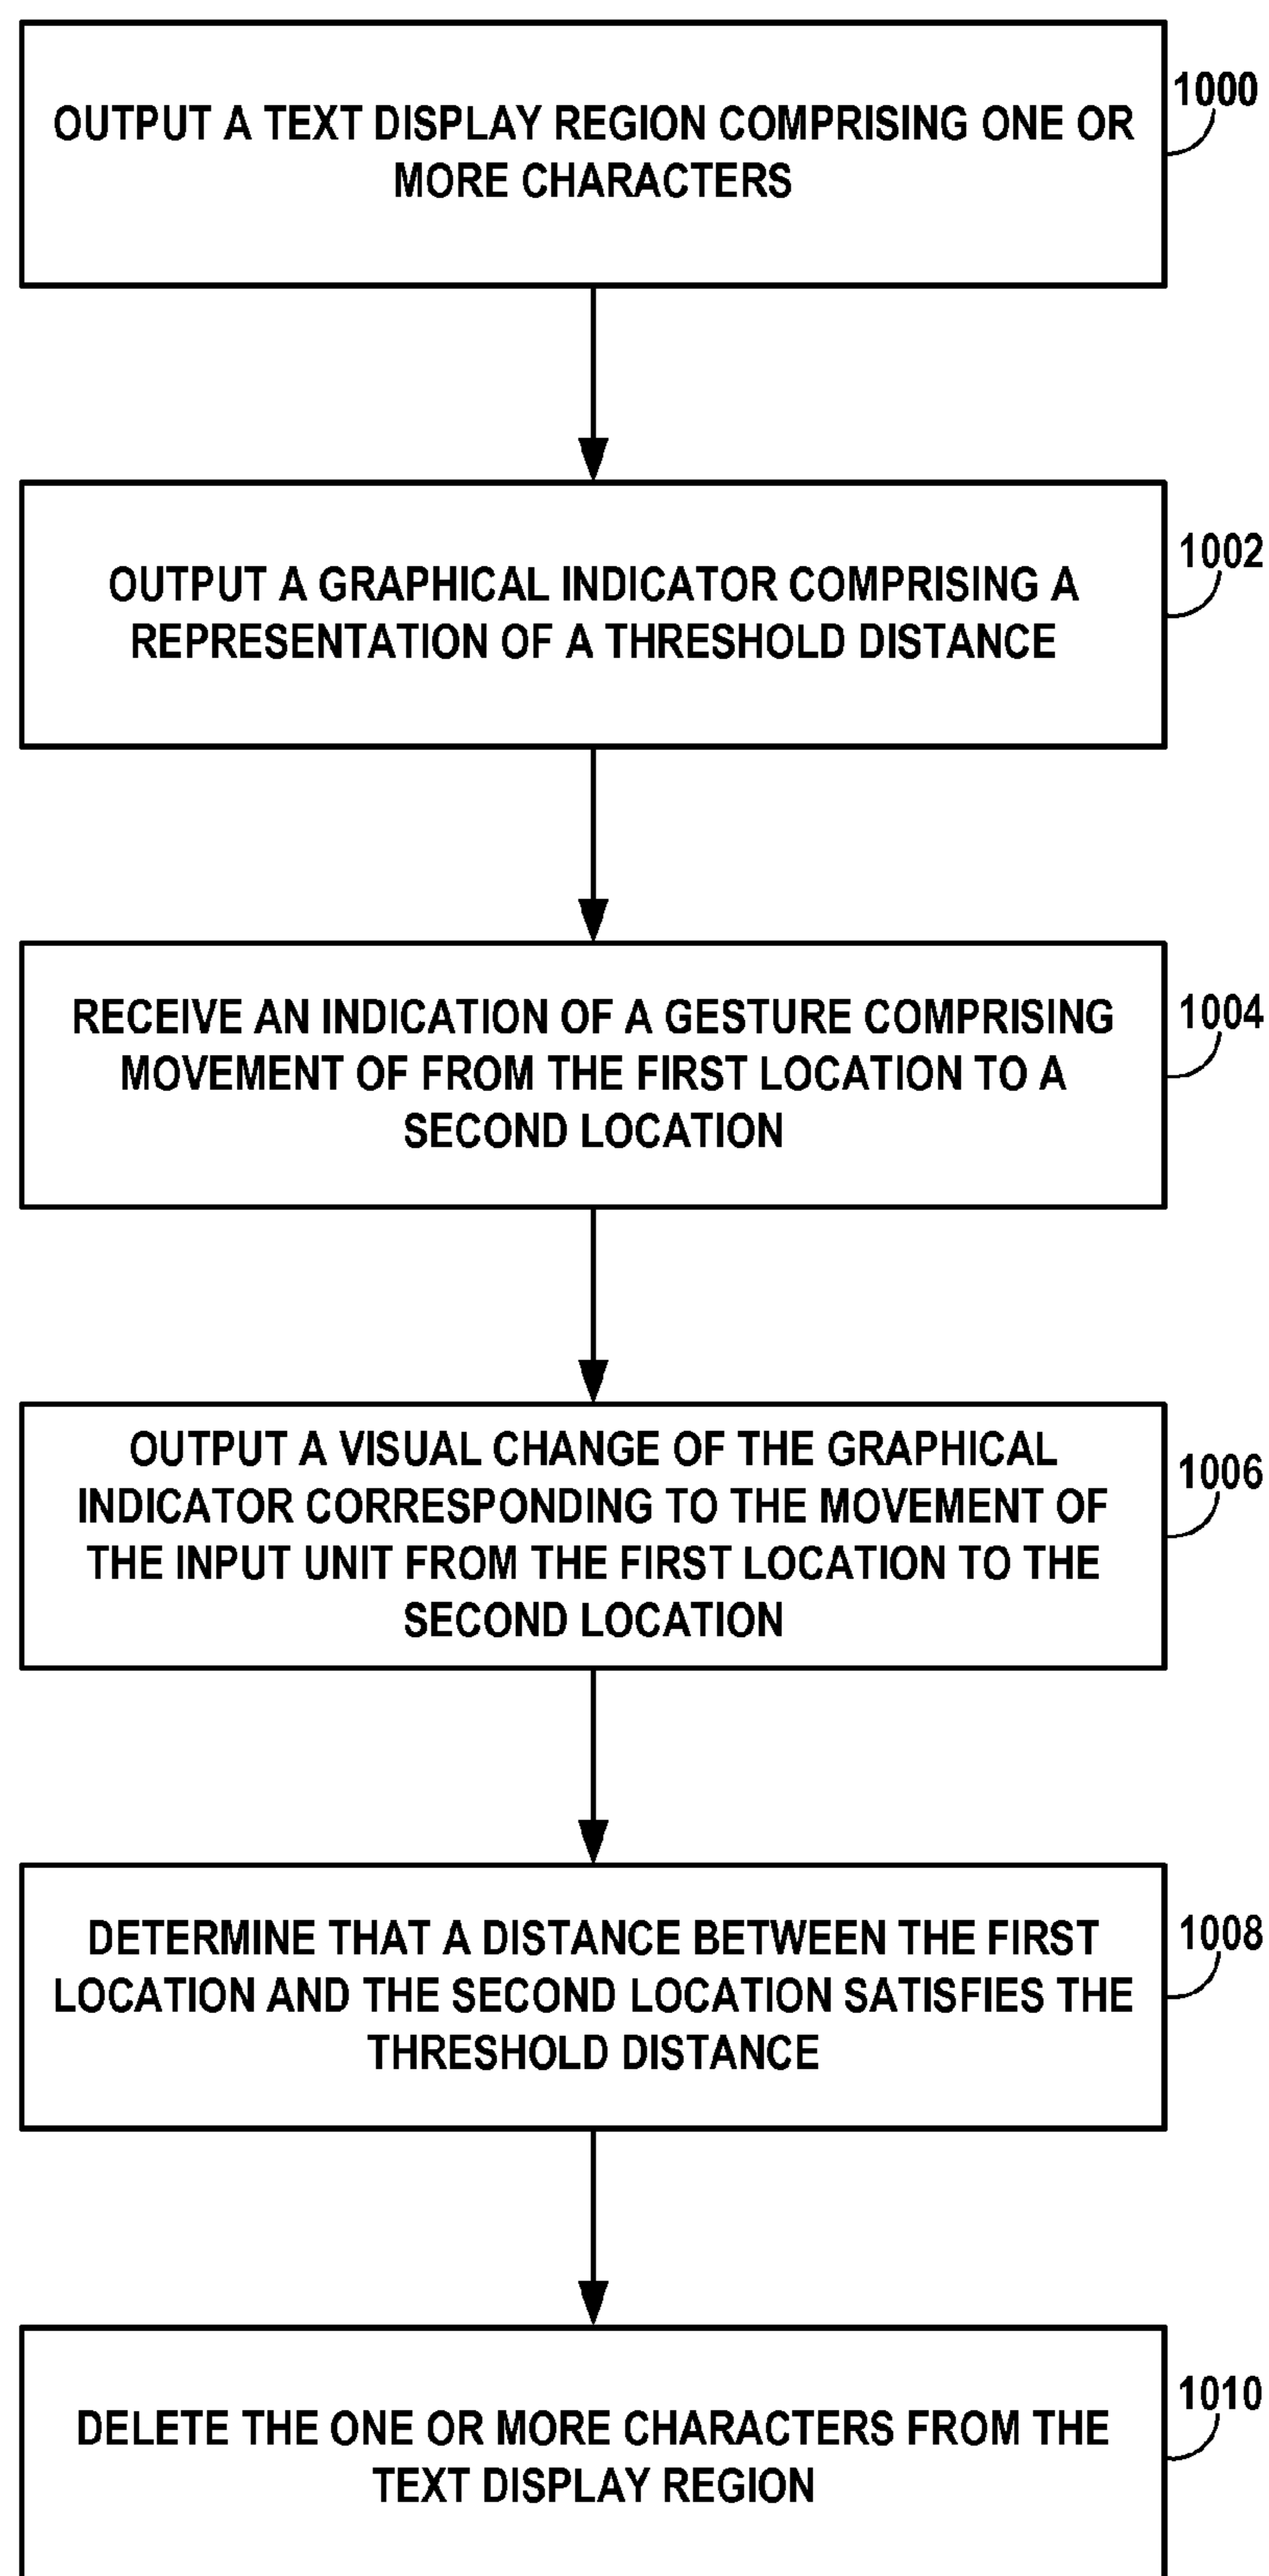 OUTPUT A TEXT DISPLAY REGION COMPRISING ONE OR
MORE CHARACTERS
1000
OUTPUT A GRAPHICAL INDICATOR COMPRISING A
REPRESENTATION OF A THRESHOLD DISTANCE
1002
RECEIVE AN INDICATION OF A GESTURE COMPRISING
MOVEMENT OF FROM THE FIRST LOCATION TO A
SECOND LOCATION
1004
OUTPUT A VISUAL CHANGE OF THE GRAPHICAL
INDICATOR CORRESPONDING TO THE MOVEMENT OF
THE INPUT UNIT FROM THE FIRST LOCATION TO THE
SECOND LOCATION
1006
DETERMINE THAT A DISTANCE BETWEEN THE FIRST
LOCATION AND THE SECOND LOCATION SATISFIES THE
THRESHOLD DISTANCE
1008
DELETE THE ONE OR MORE CHARACTERS FROM THE
TEXT DISPLAY REGION
1010